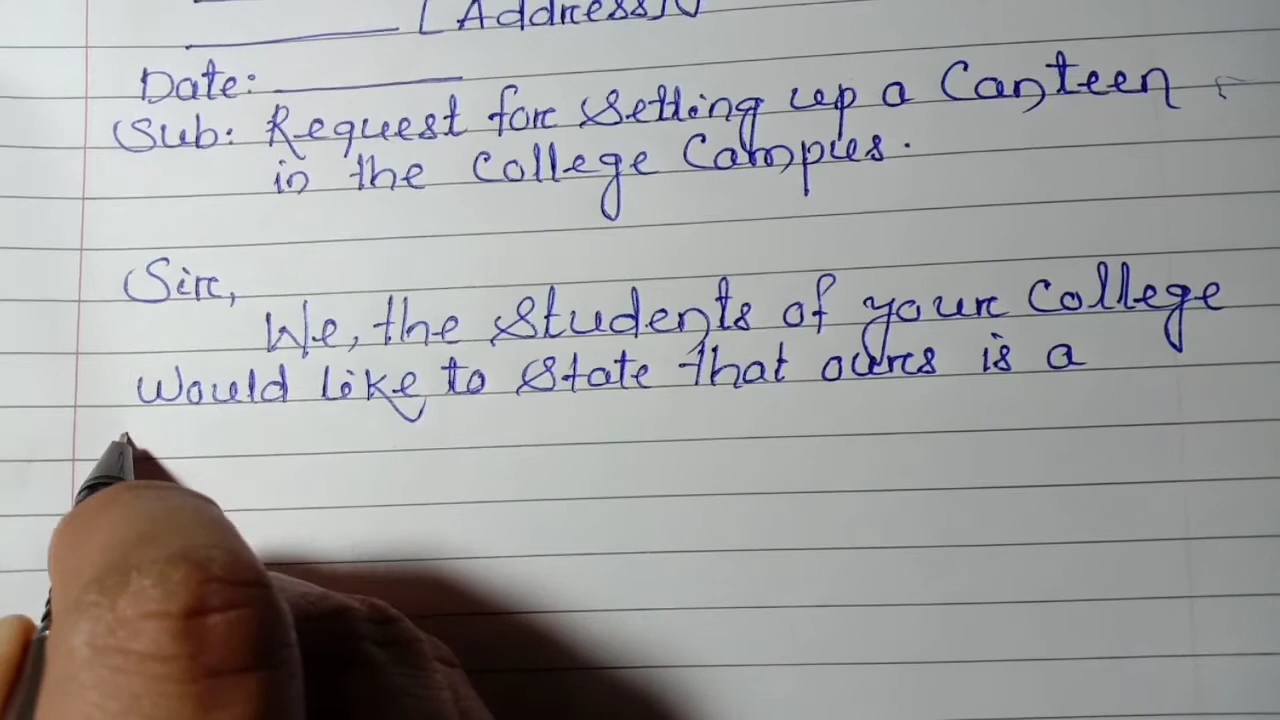 [Address]
Date:
Sub: Request for Setting up a Canteen
in the College Campus.
Sir,
We, the Students of your College
Would like to State that ours is a